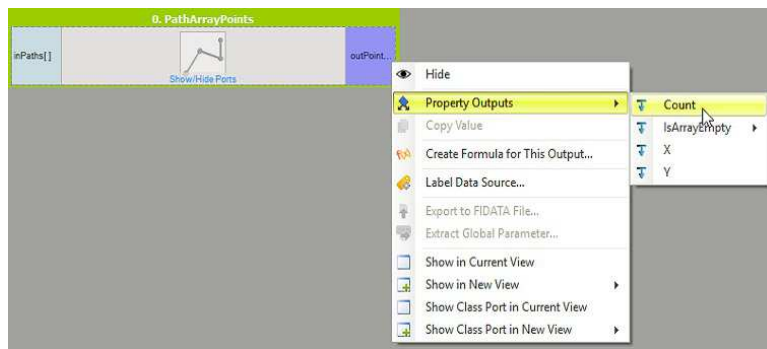 0. PathArrayPoints
inPaths[]
Show/Hide Ports
outPoint...
Hide
Property Outputs
Copy Value
Create Formula for This Output...
Label Data Source...
Export to FIDATA File...
Extract Global Parameter...
Show in Current View
Show in New View
Show Class Port in Current View
Show Class Port in New View
Count
IsArrayEmpty
X
Y